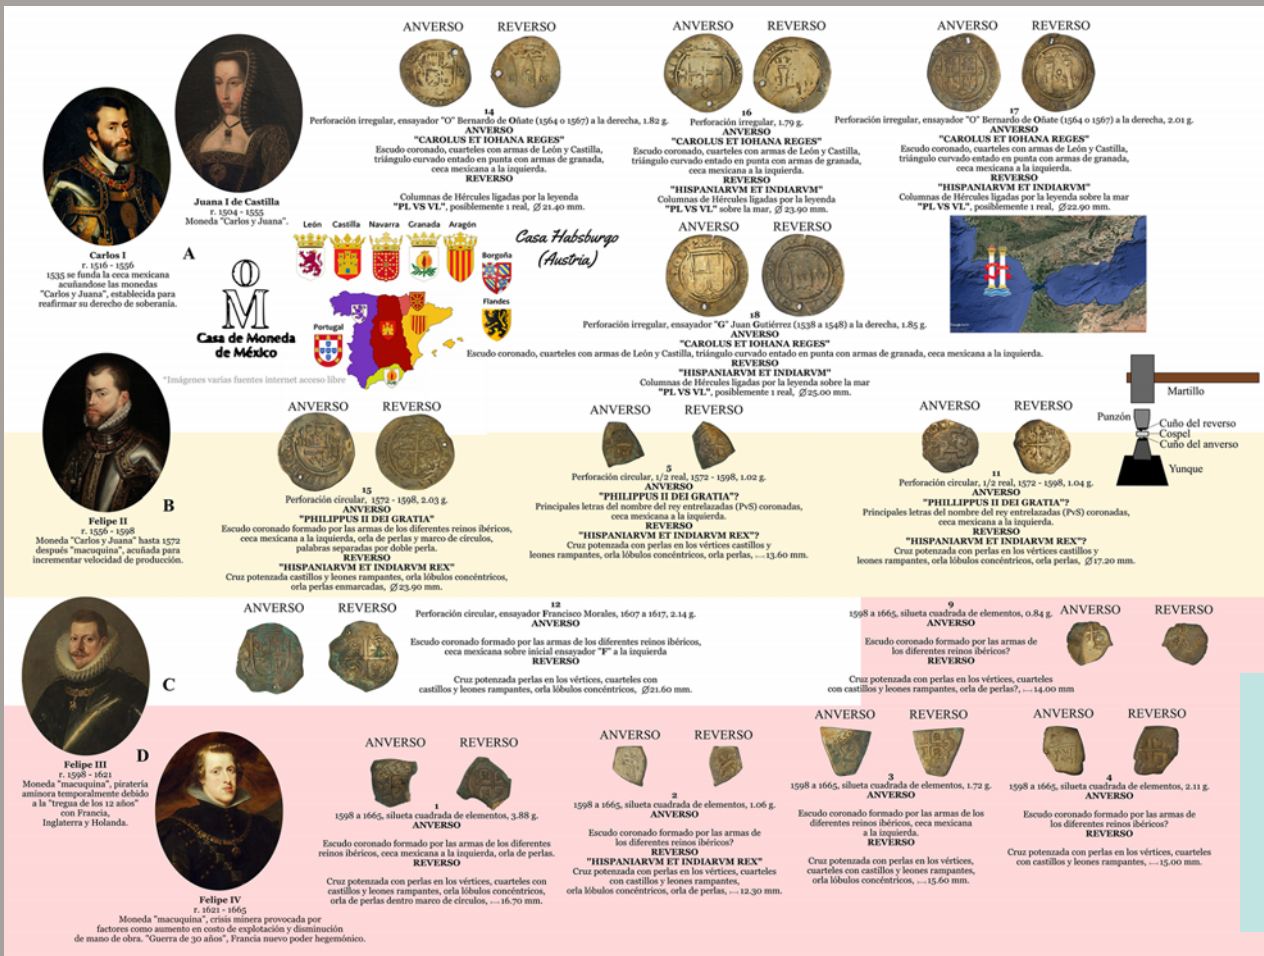 ANVERSO
REVERSO
14
Perforación irregular, ensayador "O" Bernardo de Oñate (1564 o 1567) a la derecha, 1.82 g.
ANVERSO
"CAROLUS ET IOHANA REGES"
Escudo coronado, cuarteles con armas de León y Castilla,
triángulo curvado entado en punta con armas de granada,
ceca mexicana a la izquierda.
REVERSO
Columnas de Hércules ligadas por la leyenda
"PL VS VL", posiblemente 1 real, Ø 21.40 mm.
ANVERSO
REVERSO
16
Perforación irregular, 1.79 g.
ANVERSO
"CAROLUS ET IOHANA REGES"
Escudo coronado, cuarteles con armas de León y Castilla,
triángulo curvado entado en punta con armas de granada,
ceca mexicana a la izquierda.
REVERSO
"HISPANIARVM ET INDIARVM"
Columnas de Hércules ligadas por la leyenda
"PL VS VL" sobre la mar, Ø 23.90 mm.
ANVERSO
REVERSO
17
Perforación irregular, ensayador "O" Bernardo de Oñate (1564 o 1567) a la derecha, 2.01 g.
ANVERSO
"CAROLUS ET IOHANA REGES"
Escudo coronado, cuarteles con armas de León y Castilla,
triángulo curvado entado en punta con armas de granada,
ceca mexicana a la izquierda.
REVERSO
"HISPANIARVM ET INDIARVM"
Columnas de Hércules ligadas por la leyenda sobre la mar
"PL VS VL", posiblemente 1 real, Ø22.90 mm.
Juana I de Castilla
r. 1504 - 1555
Moneda "Carlos y Juana".
Carlos I
r. 1516 - 1556
1535 se funda la ceca mexicana
acuñandose las monedas
"Carlos y Juana", establecida para
reafirmar su derecho de soberanía.
A
O
M
Casa de Moneda
de México
León Castilla Navarra Granada Aragón
Borgoña
Flandes
Portugal
Casa Habsburgo
(Austria)
*Imágenes varias fuentes internet acceso libre
ANVERSO
REVERSO
18
Perforación irregular, ensayador "G" Juan Gutiérrez (1538 a 1548) a la derecha, 1.85 g.
ANVERSO
"CAROLUS ET IOHANA REGES"
Escudo coronado, cuarteles con armas de León y Castilla, triángulo curvado entado en punta con armas de granada, ceca mexicana a la izquierda.
REVERSO
"HISPANIARVM ET INDIARVM"
Columnas de Hércules ligadas por la leyenda sobre la mar
"PL VS VL", posiblemente 1 real, Ø25.00 mm.
Martillo
Punzón
Cuño del reverso
Cospel
Cuño del anverso
Yunque
Felipe II
r. 1556 - 1598
Moneda "Carlos y Juana" hasta 1572
después "macuquina", acuñada para
incrementar velocidad de producción.
B
ANVERSO
REVERSO
15
Perforación circular, 1572 - 1598, 2.03 g.
ANVERSO
"PHILIPPUS II DEI GRATIA"
Escudo coronado formado por las armas de los diferentes reinos ibéricos,
ceca mexicana a la izquierda, orla de perlas y marco de círculos,
palabras separadas por doble perla.
REVERSO
"HISPANIARVM ET INDIARVM REX"
Cruz potenzada castillos y leones rampantes, orla lóbulos concéntricos,
orla perlas enmarcadas, Ø23.90 mm.
ANVERSO
REVERSO
5
Perforación circular, 1/2 real, 1572 - 1598, 1.02 g.
ANVERSO
"PHILIPPUS II DEI GRATIA"?
Principales letras del nombre del rey entrelazadas (PvS) coronadas,
ceca mexicana a la izquierda.
REVERSO
"HISPANIARVM ET INDIARVM REX"?
Cruz potenzada con perlas en los vértices castillos y
leones rampantes, orla lóbulos concéntricos, orla perlas, ....13.60 mm.
ANVERSO
REVERSO
11
Perforación circular, 1/2 real, 1572 - 1598, 1.04 g.
ANVERSO
"PHILLIPPUS II DEI GRATIA"?
Principales letras del nombre del rey entrelazadas (PvS) coronadas,
ceca mexicana a la izquierda.
REVERSO
"HISPANIARVM ET INDIARVM REX"?
Cruz potenzada con perlas en los vértices castillos y
leones rampantes, orla lóbulos concéntricos, orla perlas, Ø17.20 mm.
Felipe III
r. 1598 - 1621
Moneda "macuquina", piratería
aminora temporalmente debido
a la "tregua de los 12 años"
con Francia,
Inglaterra y Holanda.
C
ANVERSO
REVERSO
12
Perforación circular, ensayador Francisco Morales, 1607 a 1617, 2.14 g.
ANVERSO
Escudo coronado formado por las armas de los diferentes reinos ibéricos,
ceca mexicana sobre inicial ensayador "F" a la izquierda
REVERSO
Cruz potenzada perlas en los vértices, cuarteles con
castillos y leones rampantes, orla lóbulos concéntricos, Ø21.60 mm.
9
1598 a 1665, silueta cuadrada de elementos, 0.84 g.
ANVERSO
Escudo coronado formado por las armas de
los diferentes reinos ibéricos?
REVERSO
Cruz potenzada con perlas en los vértices, cuarteles
con castillos y leones rampantes, orla de perlas?, ....14.00 mm
ANVERSO
REVERSO
D
Felipe IV
r. 1621 - 1665
Moneda "macuquina", crisis minera provocada por
factores como aumento en costo de explotación y disminución
de mano de obra. "Guerra de 30 años", Francia nuevo poder hegemónico.
ANVERSO
REVERSO
1
1598 a 1665, silueta cuadrada de elementos, 3.88 g.
ANVERSO
Escudo coronado formado por las armas de los diferentes
reinos ibéricos, ceca mexicana a la izquierda, orla de perlas.
REVERSO
Cruz potenzada con perlas en los vértices, cuarteles con
castillos y leones rampantes, orla lóbulos concéntricos,
orla de perlas dentro marco de círculos, ....16.70 mm.
ANVERSO
REVERSO
2
1598 a 1665, silueta cuadrada de elementos, 1.06 g.
ANVERSO
Escudo coronado formado por las armas de
los diferentes reinos ibéricos?
REVERSO
"HISPANIARVM ET INDIARVM REX"
Cruz potenzada con perlas en los vértices, cuarteles
con castillos y leones rampantes,
orla lóbulos concéntricos, orla de perlas, ....12.30 mm.
ANVERSO
REVERSO
3
1598 a 1665, silueta cuadrada de elementos, 1.72 g.
ANVERSO
Escudo coronado formado por las armas de los
diferentes reinos ibéricos, ceca mexicana
a la izquierda.
REVERSO
Cruz potenzada con perlas en los vértices,
cuarteles con castillos y leones rampantes,
orla lóbulos concéntricos, ....15.60 mm.
ANVERSO
REVERSO
4
1598 a 1665, silueta cuadrada de elementos, 2.11 g.
ANVERSO
Escudo coronado formado por las armas de
los diferentes reinos ibéricos?
REVERSO
Cruz potenzada con perlas en los vértices, cuarteles
con castillos y leones rampantes, ....15.00 mm.